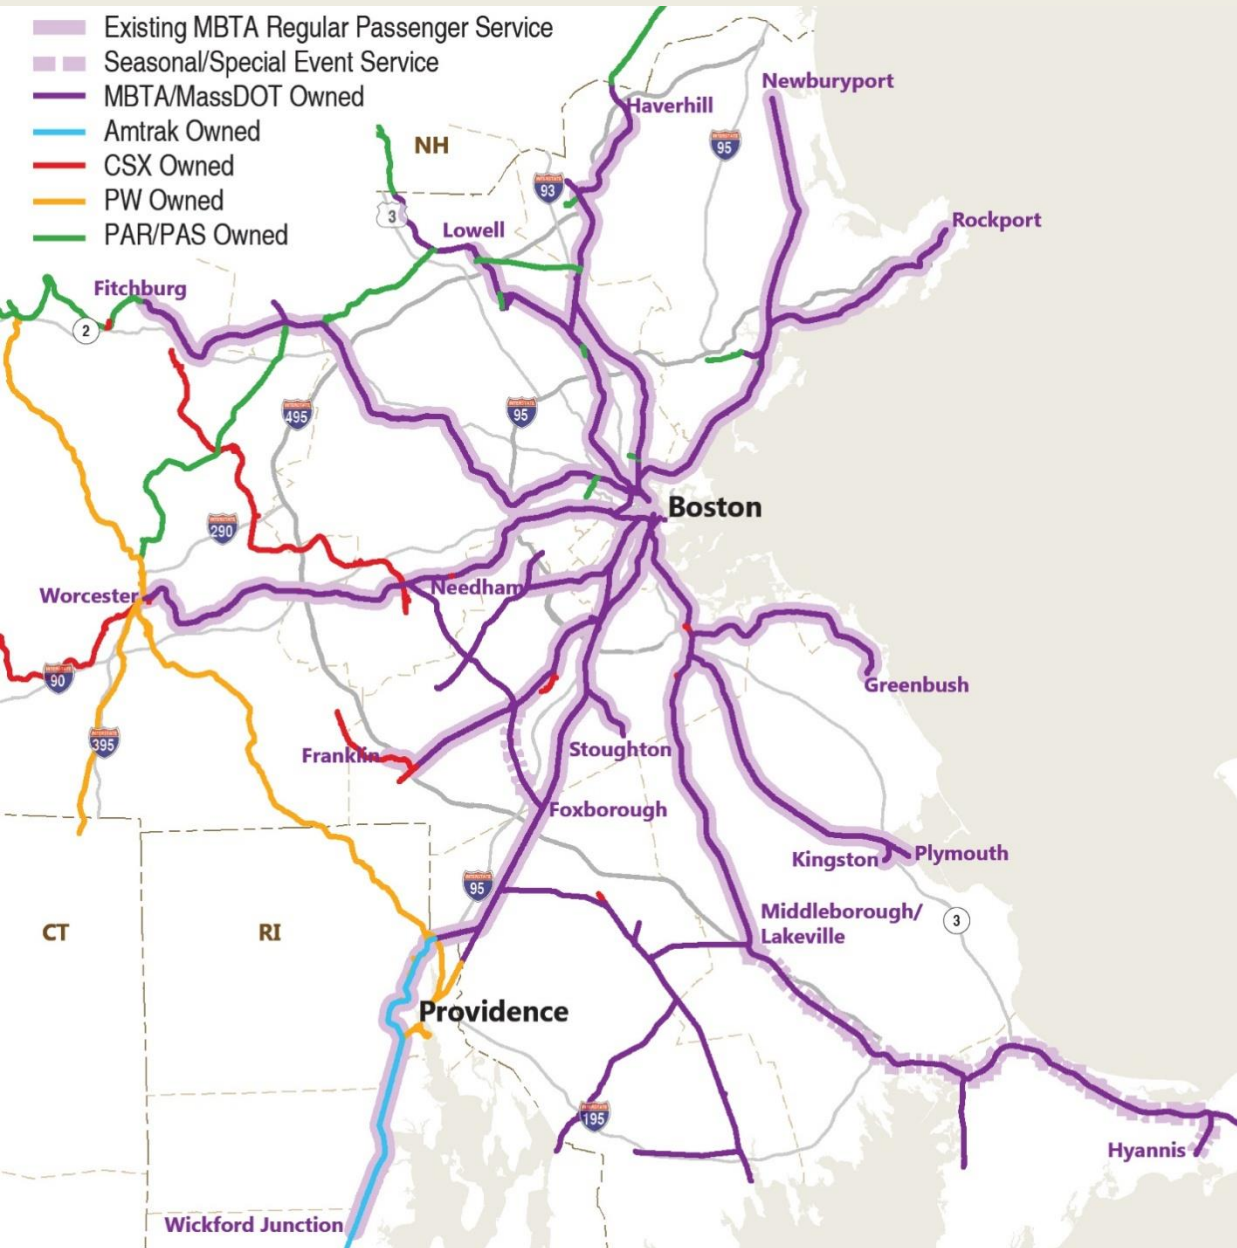 Existing MBTA Regular Passenger Service
Seasonal/Special Event Service
MBTA/MassDOT Owned
Amtrak Owned
CSX Owned
PW Owned
PAR/PAS Owned
Newburyport
Haverhill
NH
95
93
3
Lowell
Rockport
Fitchburg
2
495
95
Boston
290
Worcester
Needham
90
Greenbush
395
Franklin
Stoughton
Foxborough
Kingston
Plymouth
95
Middleborough/
Lakeville
3
CT
RI
Providence
195
Hyannis
Wickford Junction